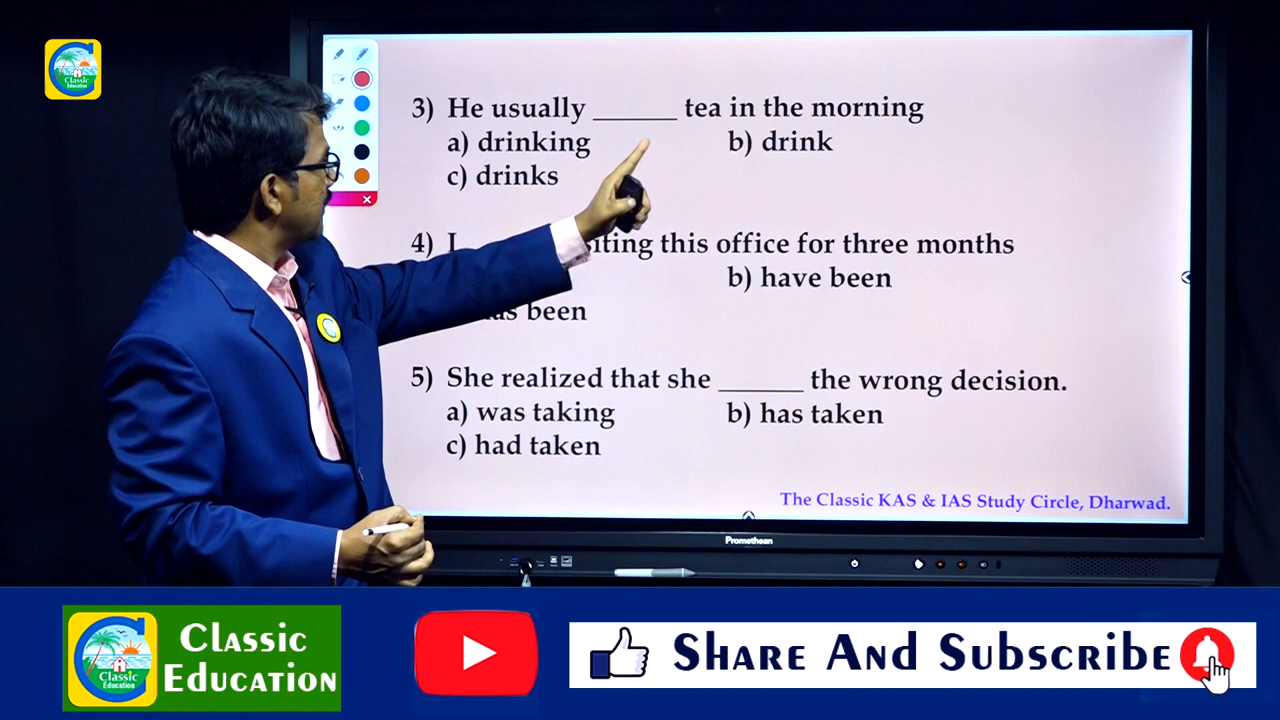 Classic
Education
3) He usually ______ tea in the morning
a) drinking b) drink
c) drinks
4) I this office for three months
b) have been
been
5) She realized that she ______ the wrong decision.
a) was taking b) has taken
c) had taken
The Classic KAS & IAS Study Circle, Dharwad.
Promethean
Classic
Education
Classic
Education
Share And Subscribe